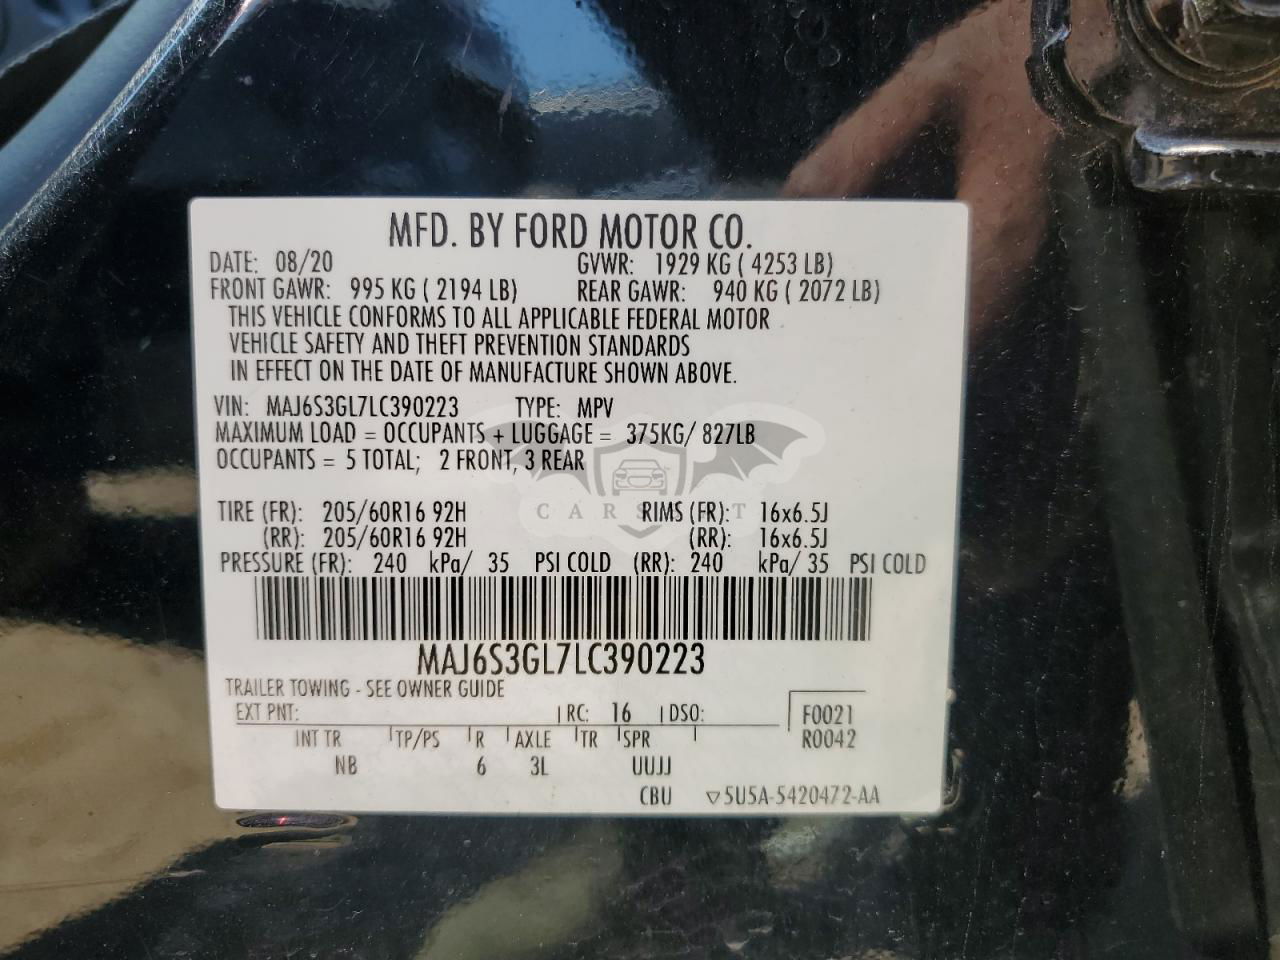 MFD. BY FORD MOTOR CO.
DATE: 08/20 GVWR: 1929 KG ( 4253 LB)
FRONT GAWR: 995 KG ( 2194 LB) REAR GAWR: 940 KG ( 2072 LB)
THIS VEHICLE CONFORMS TO ALL APPLICABLE FEDERAL MOTOR
VEHICLE SAFETY AND THEFT PREVENTION STANDARDS
IN EFFECT ON THE DATE OF MANUFACTURE SHOWN ABOVE.
VIN: MAJ6S3GL7LC390223 TYPE: MPV
MAXIMUM LOAD = OCCUPANTS + LUGGAGE = 375KG/ 827LB
OCCUPANTS = 5 TOTAL; 2 FRONT, 3 REAR
TIRE (FR): 205/60R16 92H RIMS (FR): 16x6.5J
(RR): 205/60R16 92H (RR): 16x6.5J
PRESSURE (FR): 240 kPa/ 35 PSI COLD (RR): 240 kPa/ 35 PSI COLD
MAJ6S3GL7LC390223
TRAILER TOWING - SEE OWNER GUIDE
EXT PNT: RC: 16 DSO: F0021
INT TR TP/PS R AXLE TR SPR R0042
NB 6 3L UUJJ
CBU ▽5U5A-5420472-AA